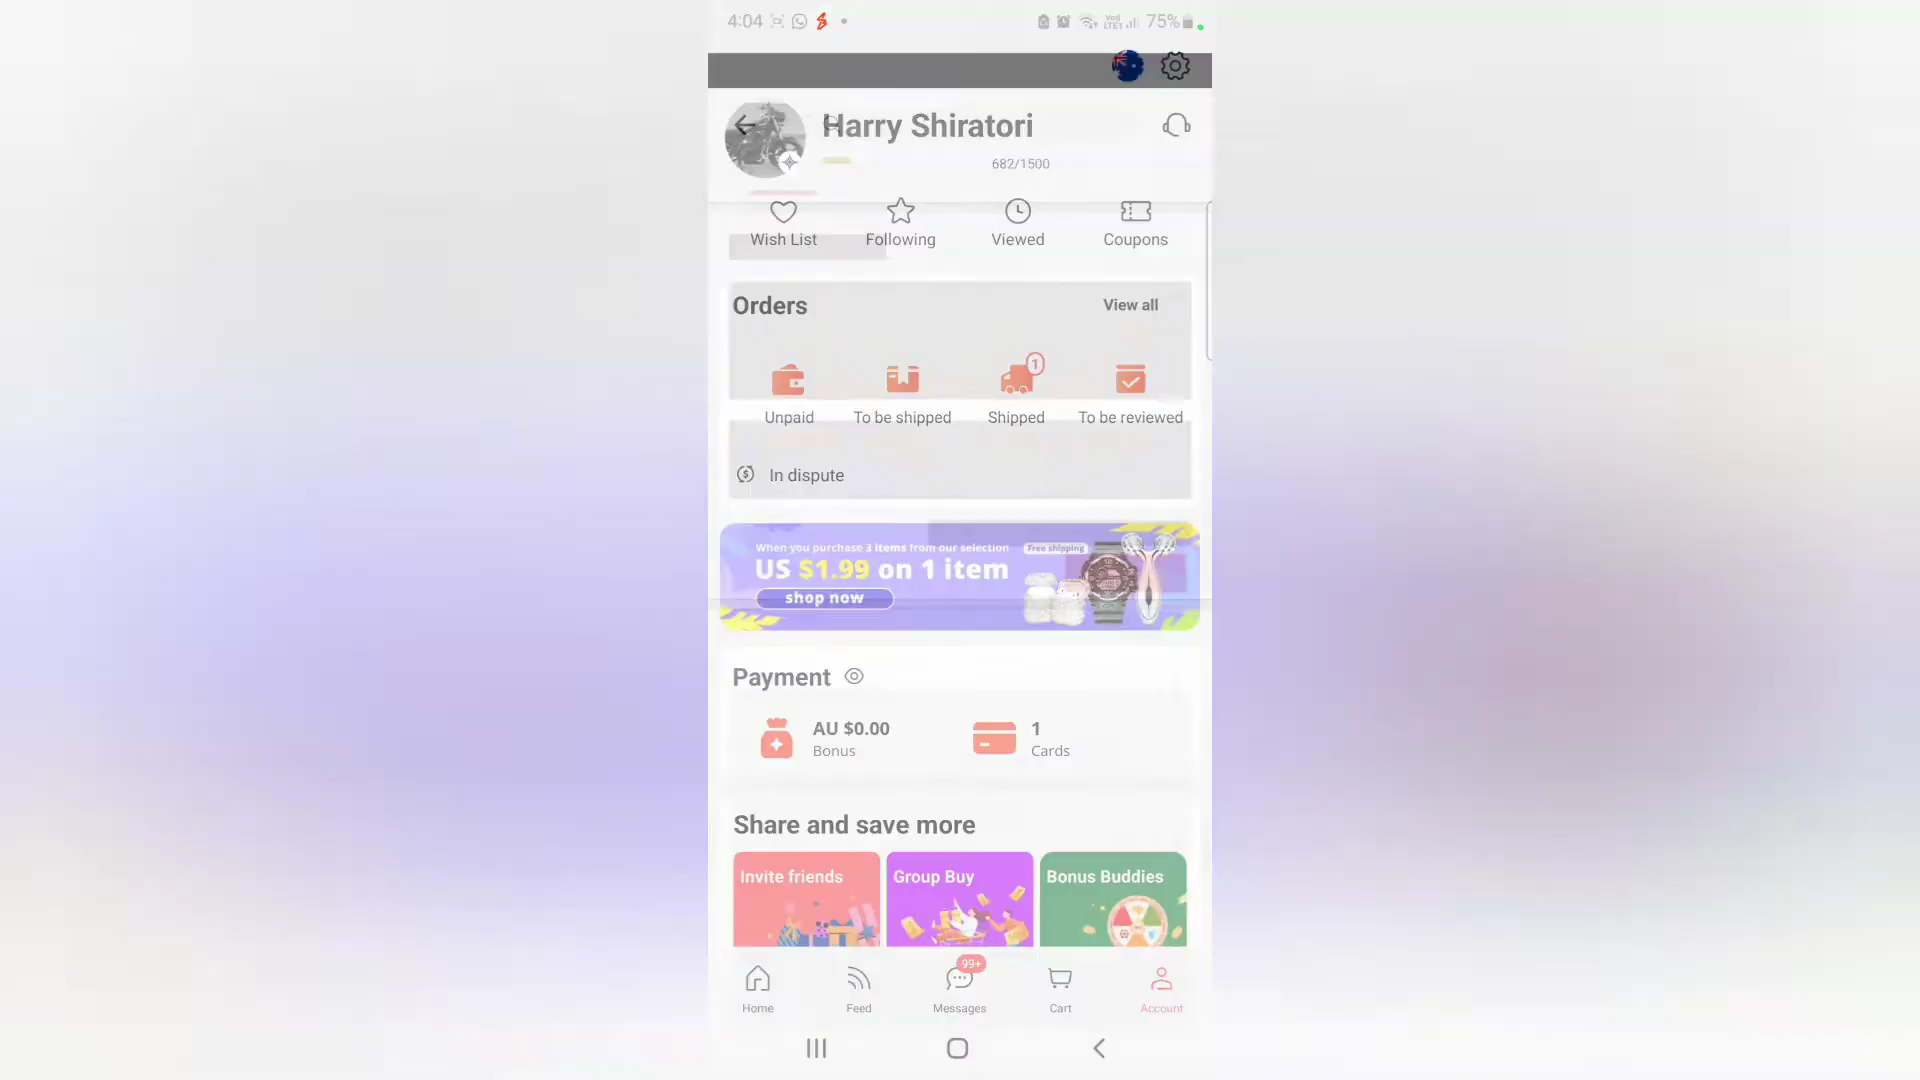 4:04
Vo)
LTE1
75%
Harry Shiratori
682/1500
Wish List
Following
Viewed
Coupons
Orders
View all
1
Unpaid
To be shipped
Shipped
To be reviewed
In dispute
When you purchase 3 items from our selection
Free shipping
US $1.99 on 1 item
shop now
Payment
AU $0.00
1
Bonus
Cards
Share and save more
Invite friends
Group Buy
Bonus Buddies
99+
Home
Feed
Messages
Cart
Account